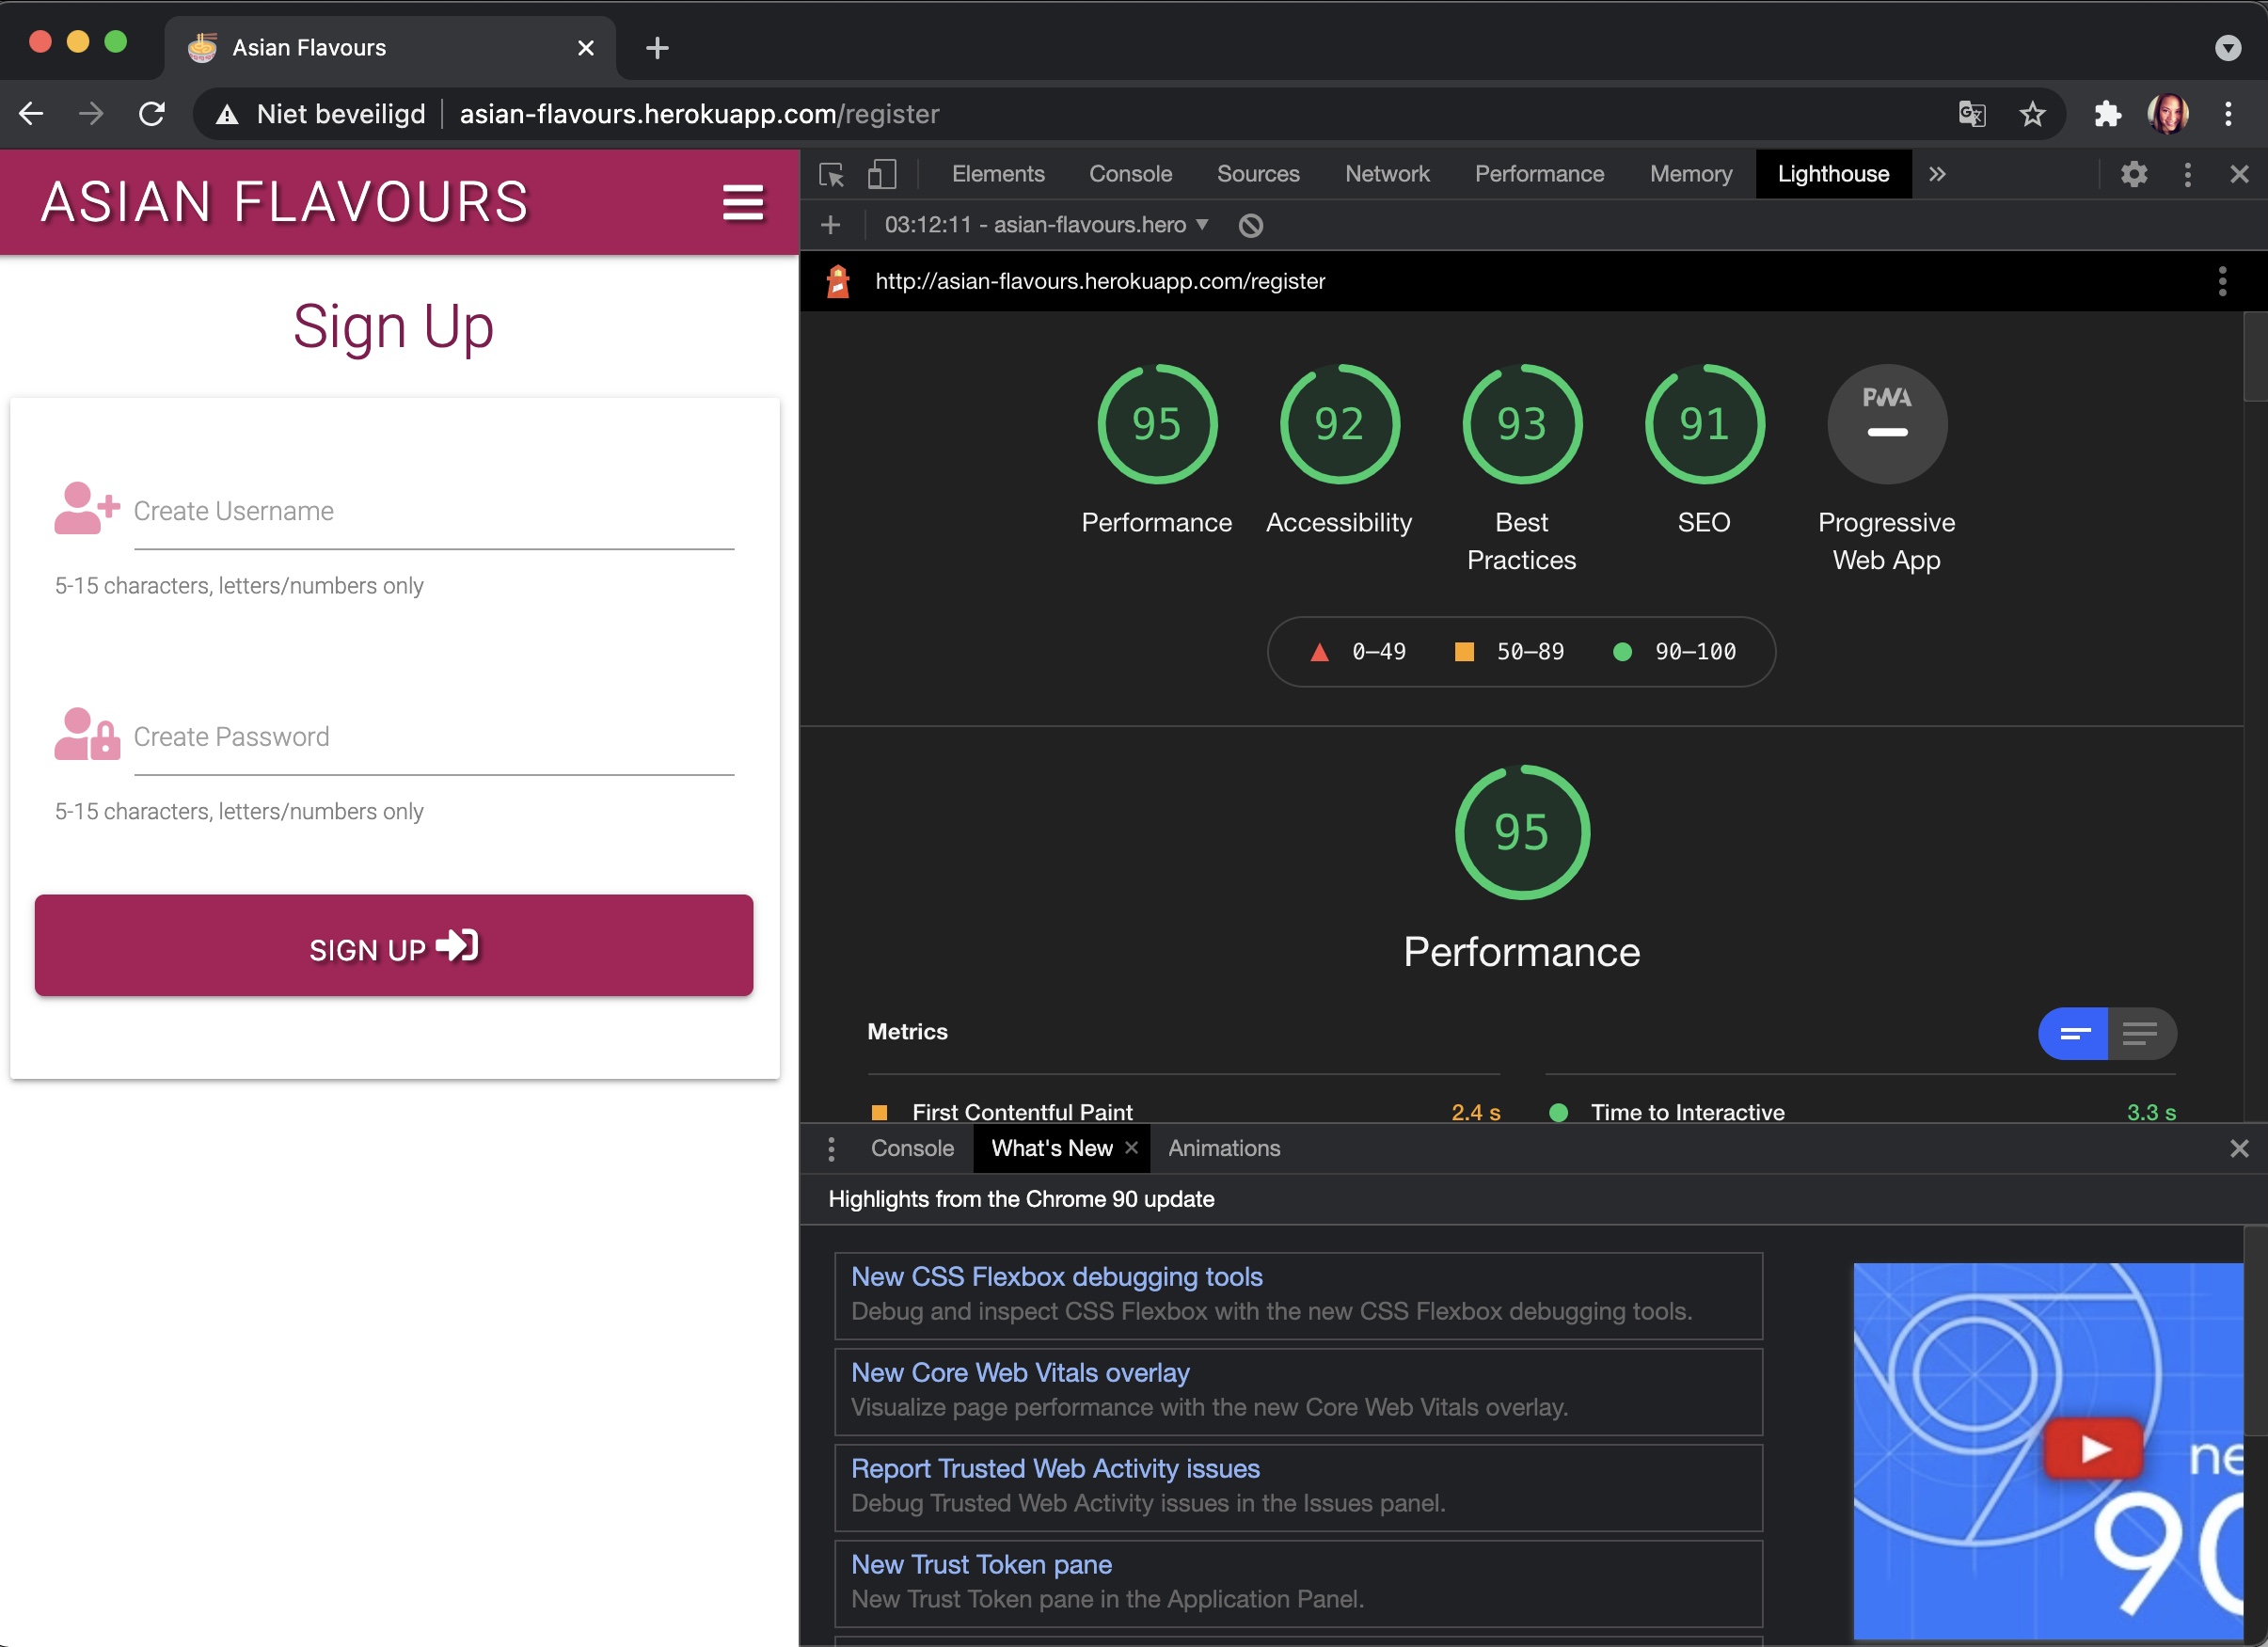 Asian Flavours
Niet beveiligd
asian-flavours.herokuapp.com/register
ASIAN FLAVOURS
Sign Up
Create Username
5-15 characters, letters/numbers only
Create Password
5-15 characters, letters/numbers only
SIGN UP
Elements Console Sources Network Performance Memory Lighthouse
03:12:11 - asian-flavours.hero
http://asian-flavours.herokuapp.com/register
95 92 93 91 PWA
Performance Accessibility Best Practices SEO Progressive Web App
0–49 50–89 90–100
95
Performance
Metrics
First Contentful Paint 2.4 s
Time to Interactive 3.3 s
Console What's New Animations
Highlights from the Chrome 90 update
New CSS Flexbox debugging tools
Debug and inspect CSS Flexbox with the new CSS Flexbox debugging tools.
New Core Web Vitals overlay
Visualize page performance with the new Core Web Vitals overlay.
Report Trusted Web Activity issues
Debug Trusted Web Activity issues in the Issues panel.
New Trust Token pane
New Trust Token pane in the Application Panel.
ne
90